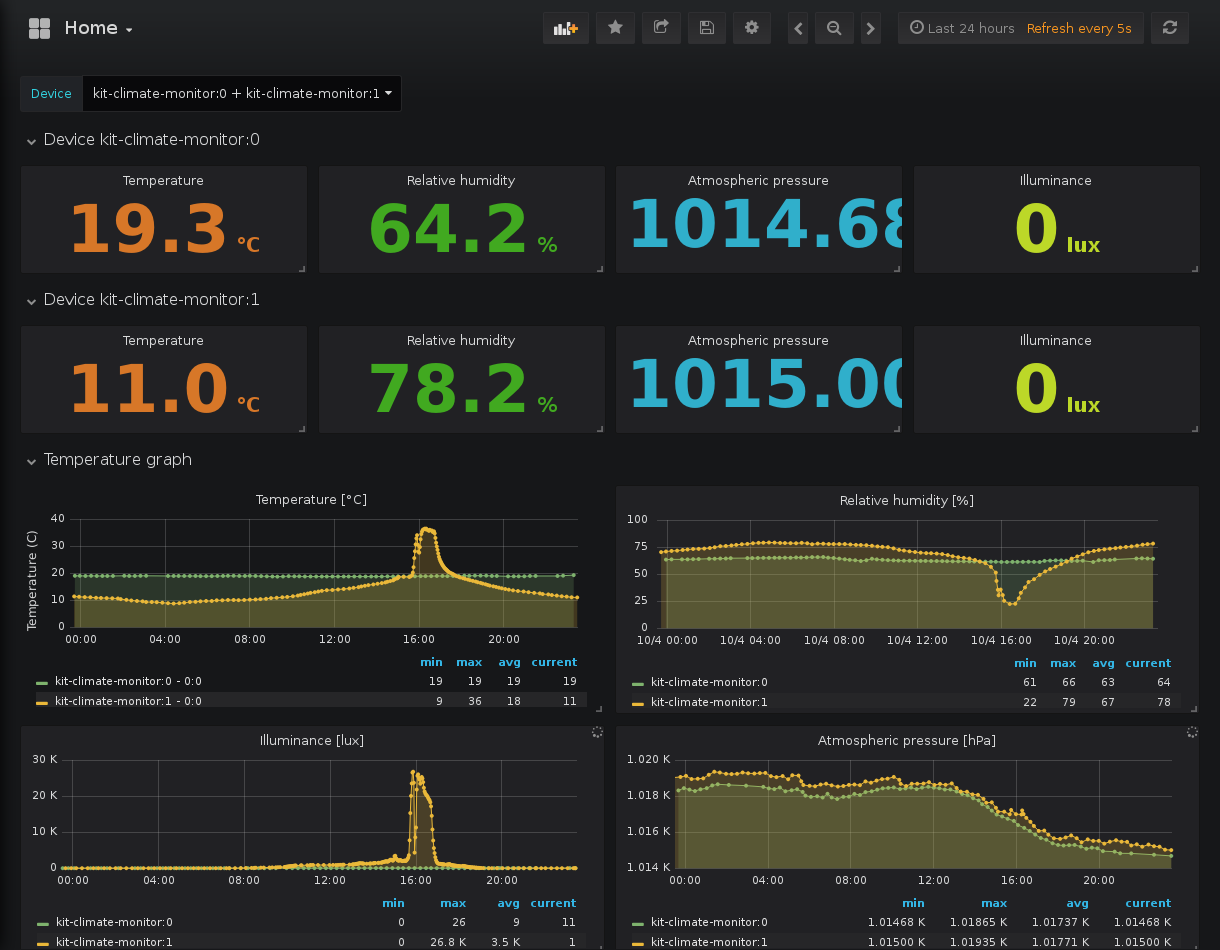 Home
Last 24 hours Refresh every 5s
Device kit-climate-monitor:0 + kit-climate-monitor:1
Device kit-climate-monitor:0
Temperature Relative humidity Atmospheric pressure Illuminance
19.3 °C 64.2 % 1014.68 0 lux
Device kit-climate-monitor:1
Temperature Relative humidity Atmospheric pressure Illuminance
11.0 °C 78.2 % 1015.00 0 lux
Temperature graph
Temperature [°C]
Temperature (C)
40
30
20
10
0
00:00 04:00 08:00 12:00 16:00 20:00
min max avg current
kit-climate-monitor:0 - 0:0 19 19 19 19
kit-climate-monitor:1 - 0:0 9 36 18 11
Relative humidity [%]
100
75
50
25
0
10/4 00:00 10/4 04:00 10/4 08:00 10/4 12:00 10/4 16:00 10/4 20:00
min max avg current
kit-climate-monitor:0 61 66 63 64
kit-climate-monitor:1 22 79 67 78
Illuminance [lux]
30 K
20 K
10 K
0
00:00 04:00 08:00 12:00 16:00 20:00
min max avg current
kit-climate-monitor:0 0 26 9 11
kit-climate-monitor:1 0 26.8 K 3.5 K 1
Atmospheric pressure [hPa]
1.020 K
1.018 K
1.016 K
1.014 K
00:00 04:00 08:00 12:00 16:00 20:00
min max avg current
kit-climate-monitor:0 1.01468 K 1.01865 K 1.01737 K 1.01468 K
kit-climate-monitor:1 1.01500 K 1.01935 K 1.01771 K 1.01500 K